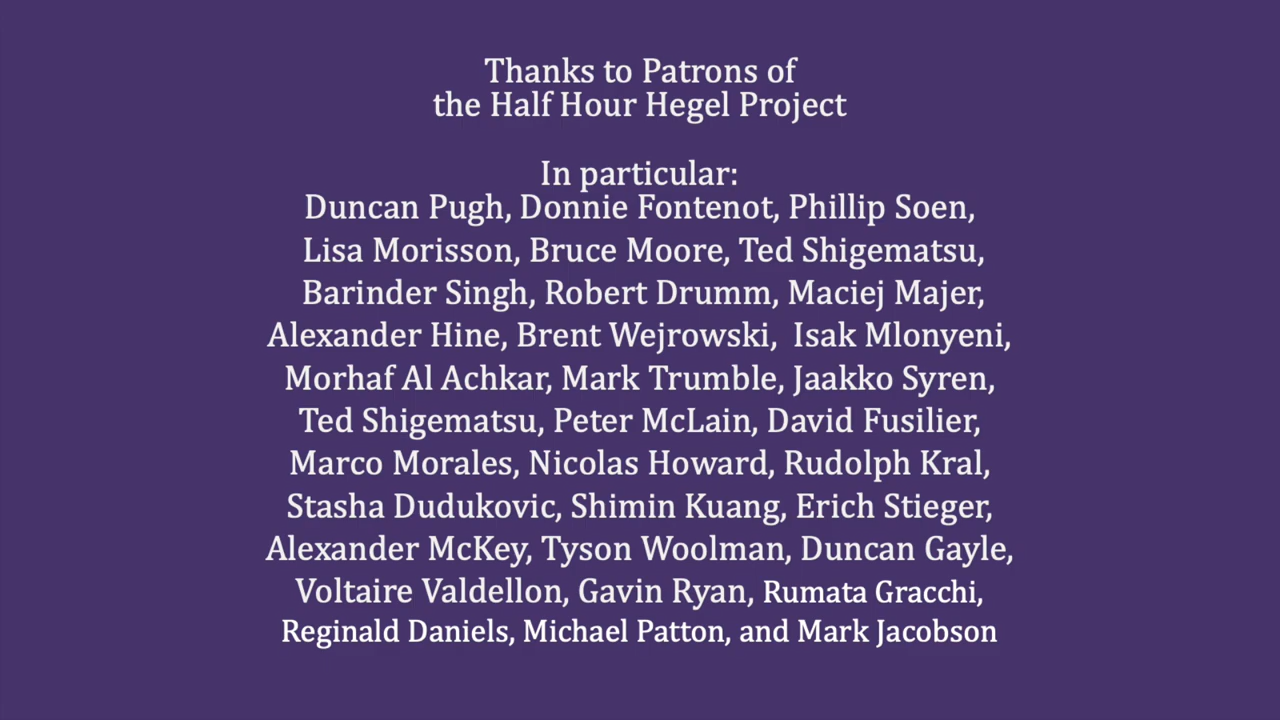 Thanks to Patrons of
the Half Hour Hegel Project
In particular:
Duncan Pugh, Donnie Fontenot, Phillip Soen,
Lisa Morisson, Bruce Moore, Ted Shigematsu,
Barinder Singh, Robert Drumm, Maciej Majer,
Alexander Hine, Brent Wejrowski,  Isak Mlonyeni,
Morhaf Al Achkar, Mark Trumble, Jaakko Syren,
Ted Shigematsu, Peter McLain, David Fusilier,
Marco Morales, Nicolas Howard, Rudolph Kral,
Stasha Dudukovic, Shimin Kuang, Erich Stieger,
Alexander McKey, Tyson Woolman, Duncan Gayle,
Voltaire Valdellon, Gavin Ryan, Rumata Gracchi,
Reginald Daniels, Michael Patton, and Mark Jacobson